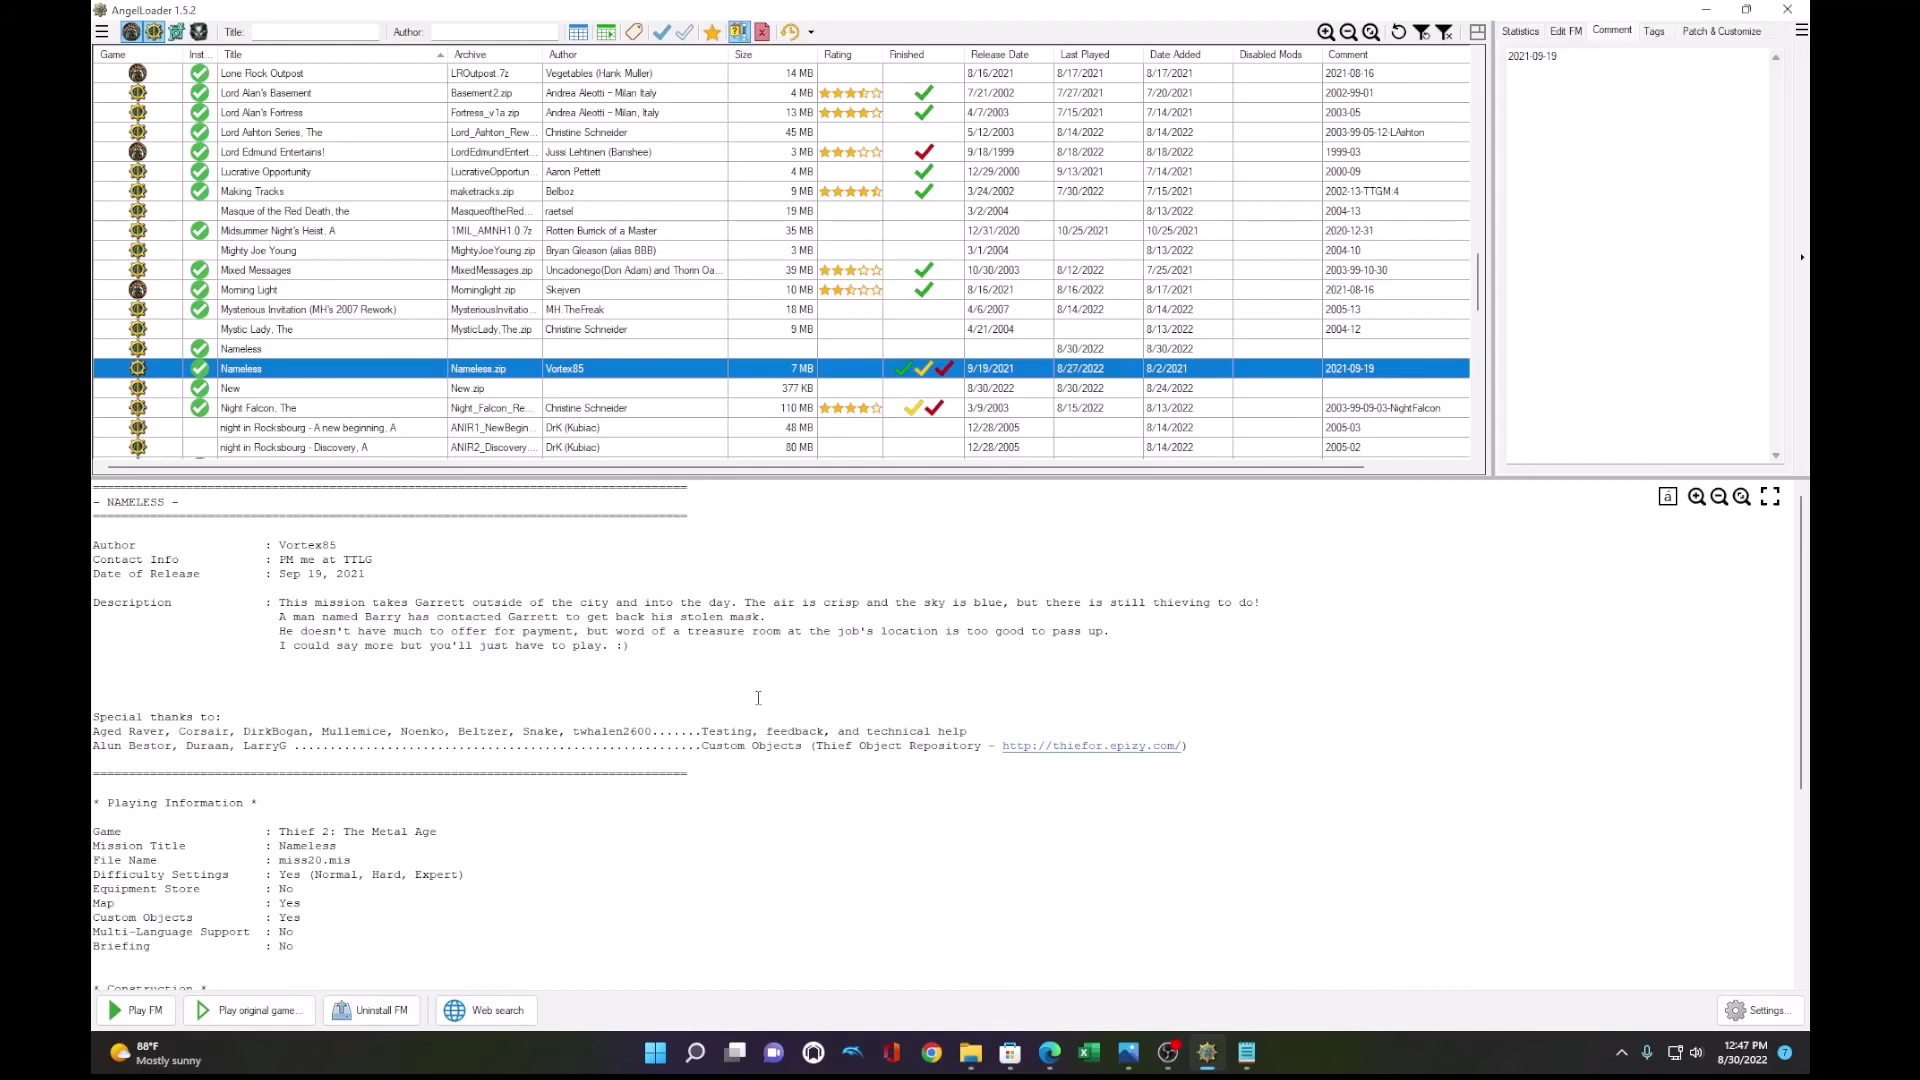 AngelLoader 1.5.2
Title: Author: Statistics Edit FM Comment Tags Patch & Customize
Game Inst... Title Archive Author Size Rating Finished Release Date Last Played Date Added Disabled Mods Comment
2021-09-19
Lone Rock Outpost LROutpost.7z Vegetables (Hank Muller) 14 MB 8/16/2021 8/17/2021 8/17/2021 2021-08-16
Lord Alan's Basement Basement2.zip Andrea Aleotti - Milan Italy 4 MB 7/21/2002 7/27/2021 7/20/2021 2002-99-01
Lord Alan's Fortress Fortress_v1a.zip Andrea Aleotti - Milan, Italy 13 MB 4/7/2003 7/15/2021 7/14/2021 2003-05
Lord Ashton Series, The Lord_Ashton_Rew... Christine Schneider 45 MB 5/12/2003 8/14/2022 8/14/2022 2003-99-05-12-LAshton
Lord Edmund Entertains! LordEdmundEntert... Jussi Lehtinen (Banshee) 3 MB 9/18/1999 8/18/2022 8/18/2022 1999-03
Lucrative Opportunity LucrativeOpportun... Aaron Pettett 4 MB 12/29/2000 9/13/2021 7/14/2021 2000-09
Making Tracks maketracks.zip Belboz 9 MB 3/24/2002 7/30/2022 7/15/2021 2002-13-TTGM:4
Masque of the Red Death, the MasqueoftheRed... raetsel 19 MB 3/2/2004 8/13/2022 2004-13
Midsummer Night's Heist, A 1MIL_AMNH1.0.7z Rotten Burrick of a Master 35 MB 12/31/2020 10/25/2021 10/25/2021 2020-12-31
Mighty Joe Young MightyJoeYoung.zip Bryan Gleason (alias BBB) 3 MB 3/1/2004 8/13/2022 2004-10
Mixed Messages MixedMessages.zip Uncadonego(Don Adam) and Thorin Oa... 39 MB 10/30/2003 8/12/2022 7/25/2021 2003-99-10-30
Morning Light Morninglight.zip Skejven 10 MB 8/16/2021 8/16/2022 8/17/2021 2021-08-16
Mysterious Invitation (MH's 2007 Rework) MysteriousInvitatio... MH.TheFreak 18 MB 4/6/2007 8/14/2022 8/14/2022 2005-13
Mystic Lady, The MysticLady,The.zip Christine Schneider 9 MB 4/21/2004 8/13/2022 2004-12
Nameless 8/30/2022 8/30/2022
Nameless Nameless.zip Vortex85 7 MB 9/19/2021 8/27/2022 8/2/2021 2021-09-19
New New.zip 377 KB 8/30/2022 8/30/2022 8/24/2022
Night Falcon, The Night_Falcon_Re... Christine Schneider 110 MB 3/9/2003 8/15/2022 8/13/2022 2003-99-09-03-NightFalcon
night in Rocksbourg - A new beginning, A ANIR1_NewBegin... DrK (Kubiac) 48 MB 12/28/2005 8/14/2022 2005-03
night in Rocksbourg - Discovery, A ANIR2_Discovery.... DrK (Kubiac) 80 MB 12/28/2005 8/14/2022 2005-02
===================================================================================
- NAMELESS -
===================================================================================
Author : Vortex85
Contact Info : PM me at TTLG
Date of Release : Sep 19, 2021
Description : This mission takes Garrett outside of the city and into the day. The air is crisp and the sky is blue, but there is still thieving to do!
A man named Barry has contacted Garrett to get back his stolen mask.
He doesn't have much to offer for payment, but word of a treasure room at the job's location is too good to pass up.
I could say more but you'll just have to play. :)
Special thanks to:
Aged Raver, Corsair, DirkBogan, Mullemice, Noenko, Beltzer, Snake, twhalen2600.......Testing, feedback, and technical help
Alun Bestor, Duraan, LarryG .........................................................Custom Objects (Thief Object Repository - http://thiefor.epizy.com/)
===================================================================================
* Playing Information *
Game : Thief 2: The Metal Age
Mission Title : Nameless
File Name : miss20.mis
Difficulty Settings : Yes (Normal, Hard, Expert)
Equipment Store : No
Map : Yes
Custom Objects : Yes
Multi-Language Support : No
Briefing : No
* Construction *
Play FM Play original game... Uninstall FM Web search Settings...
88°F
Mostly sunny
12:47 PM
8/30/2022
7